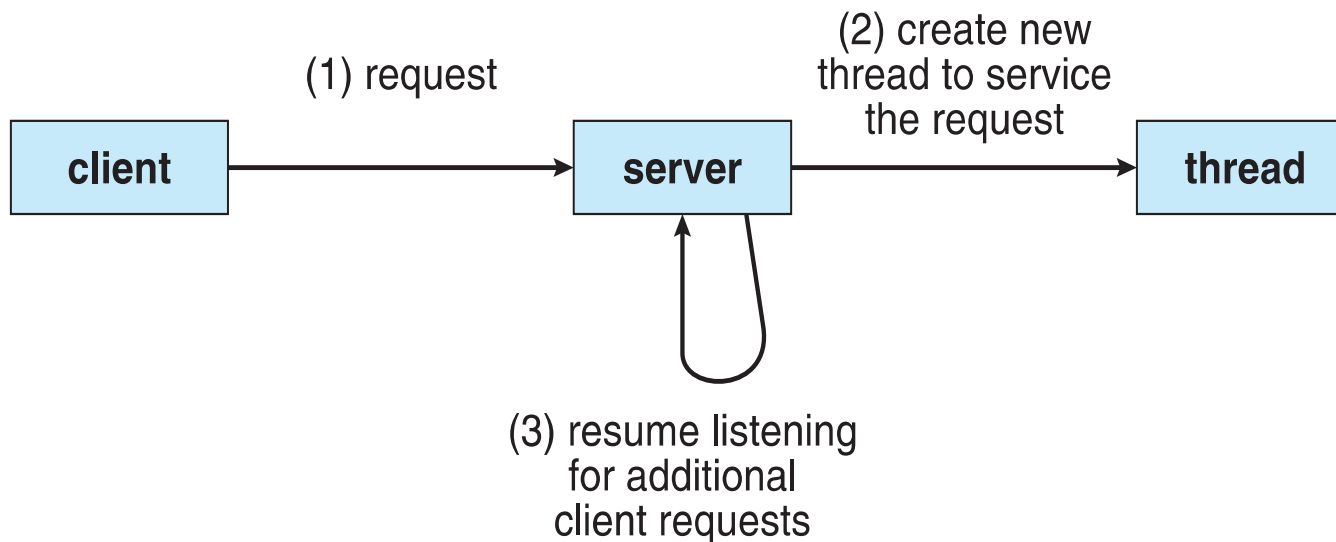 (1) request
(2) create new
thread to service
the request
client
server
thread
(3) resume listening
for additional
client requests